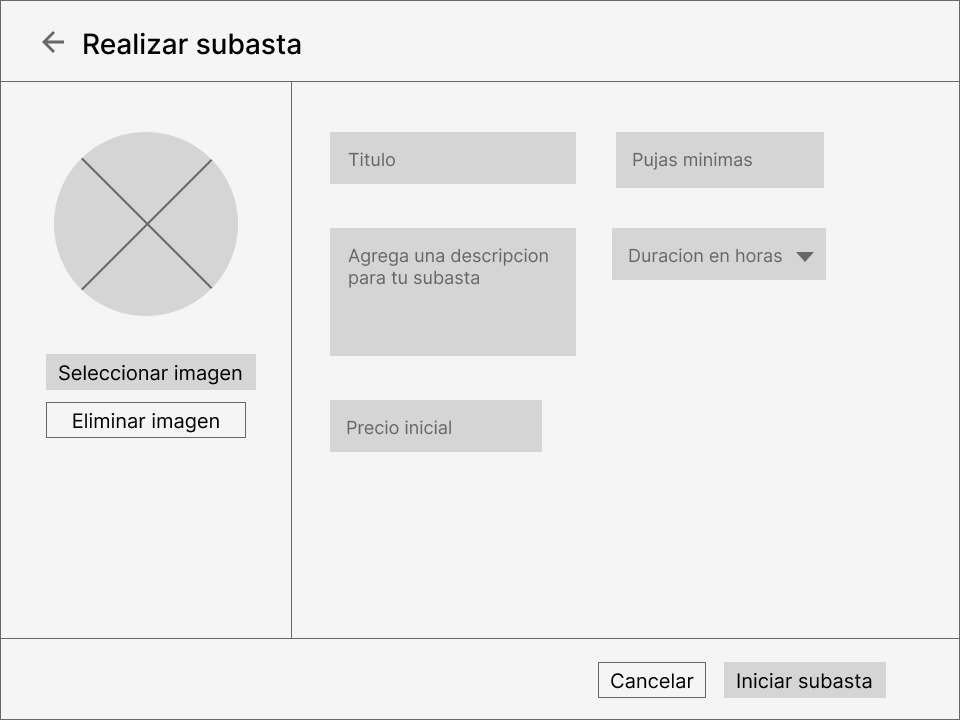 Realizar subasta
Seleccionar imagen
Eliminar imagen
Titulo
Pujas minimas
Agrega una descripcion
para tu subasta
Duracion en horas
Precio inicial
Cancelar
Iniciar subasta